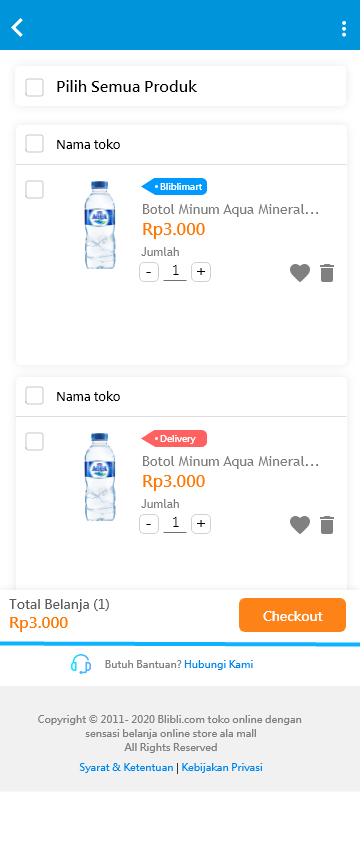 Pilih Semua Produk
Nama toko
Bliblimart
Botol Minum Aqua Mineral...
Rp3.000
Jumlah
- 1 +
AQUA
Nama toko
Delivery
Botol Minum Aqua Mineral...
Rp3.000
Jumlah
- 1 +
AQUA
Total Belanja (1)
Rp3.000
Checkout
Butuh Bantuan? Hubungi Kami
Copyright © 2011- 2020 Blibli.com toko online dengan
sensasi belanja online store ala mall
All Rights Reserved
Syarat & Ketentuan | Kebijakan Privasi